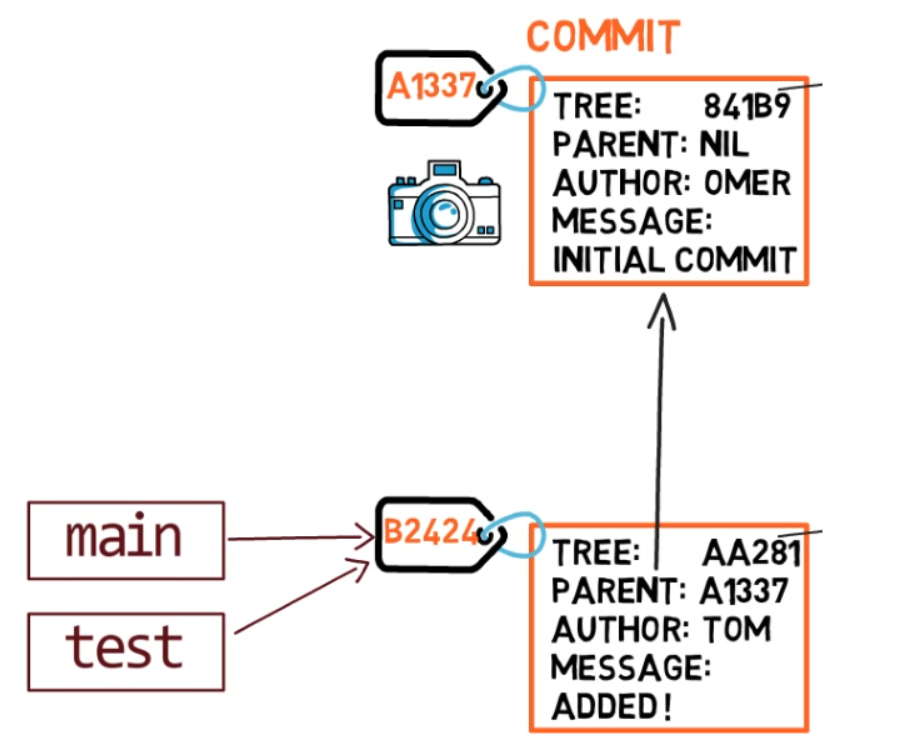 COMMIT
A1337
TREE: 841B9
PARENT: NIL
AUTHOR: OMER
MESSAGE:
INITIAL COMMIT
main
test
B2424
TREE: AA281
PARENT: A1337
AUTHOR: TOM
MESSAGE:
ADDED!